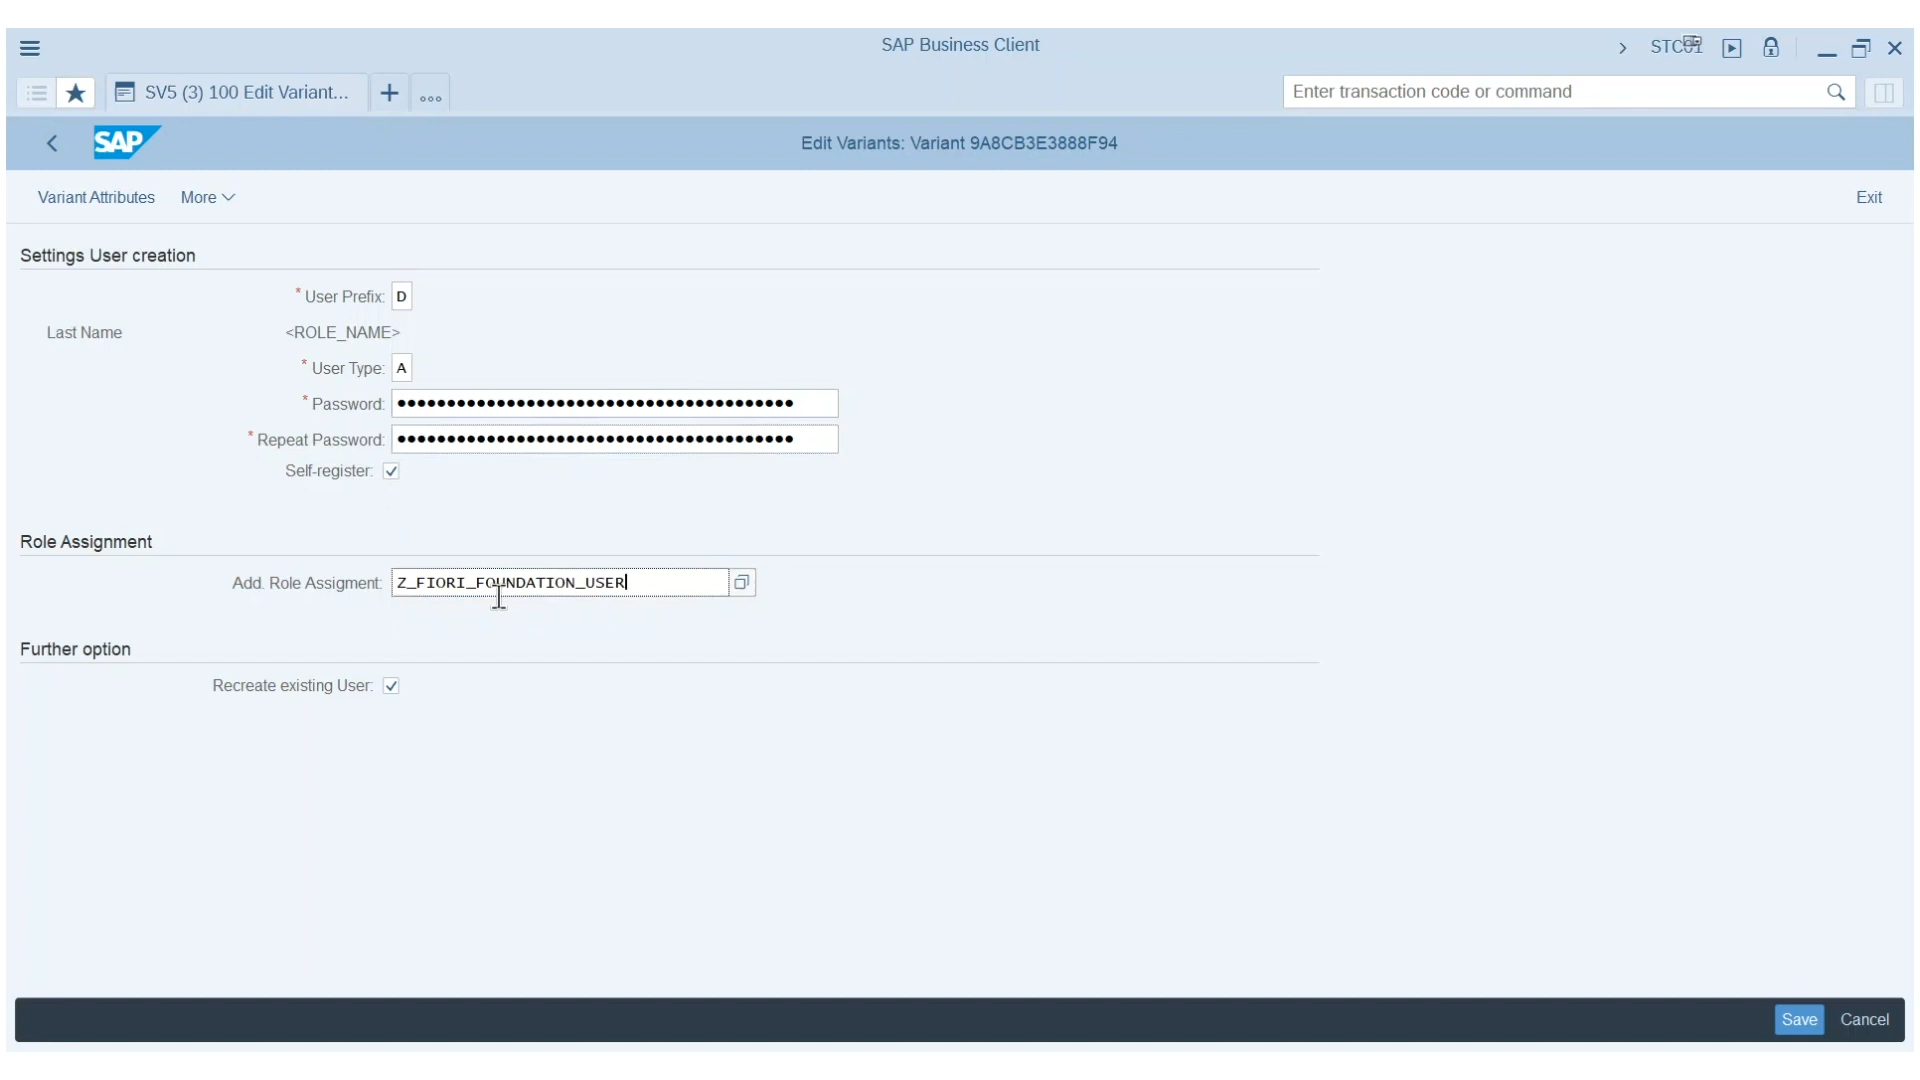 SAP Business Client
SV5 (3) 100 Edit Variant...
Enter transaction code or command
SAP
Edit Variants: Variant 9A8CB3E3888F94
Variant Attributes More
Exit
Settings User creation
* User Prefix: D
Last Name <ROLE_NAME>
* User Type: A
* Password:
* Repeat Password:
Self-register:
Role Assignment
Add. Role Assigment: Z_FIORI_FOUNDATION_USER
Further option
Recreate existing User:
Save Cancel